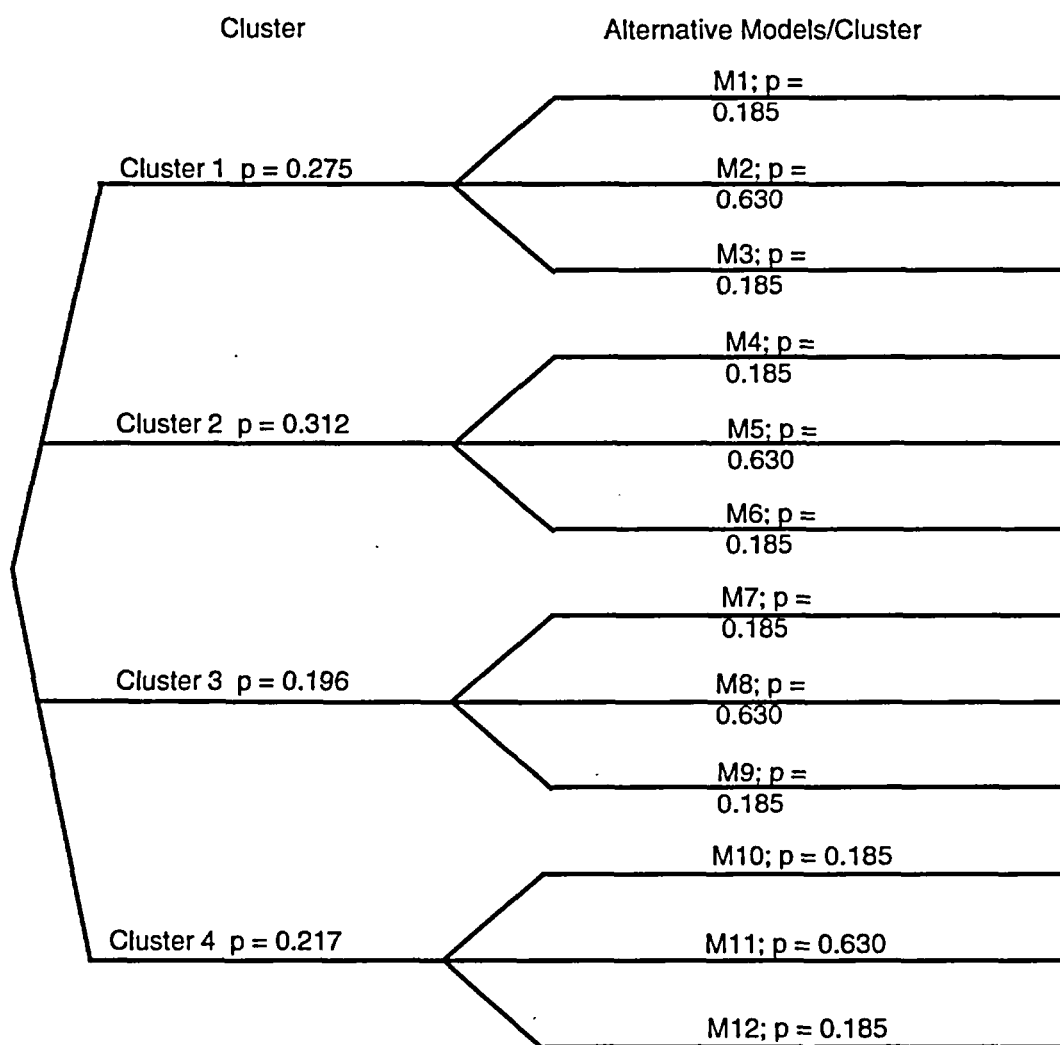 Cluster
Alternative Models/Cluster
M1; p =
0.185
Cluster 1 p = 0.275
M2; p =
0.630
M3; p =
0.185
M4; p =
0.185
Cluster 2 p = 0.312
M5; p =
0.630
M6; p =
0.185
M7; p =
0.185
Cluster 3 p = 0.196
M8; p =
0.630
M9; p =
0.185
M10; p = 0.185
Cluster 4 p = 0.217
M11; p = 0.630
M12; p = 0.185